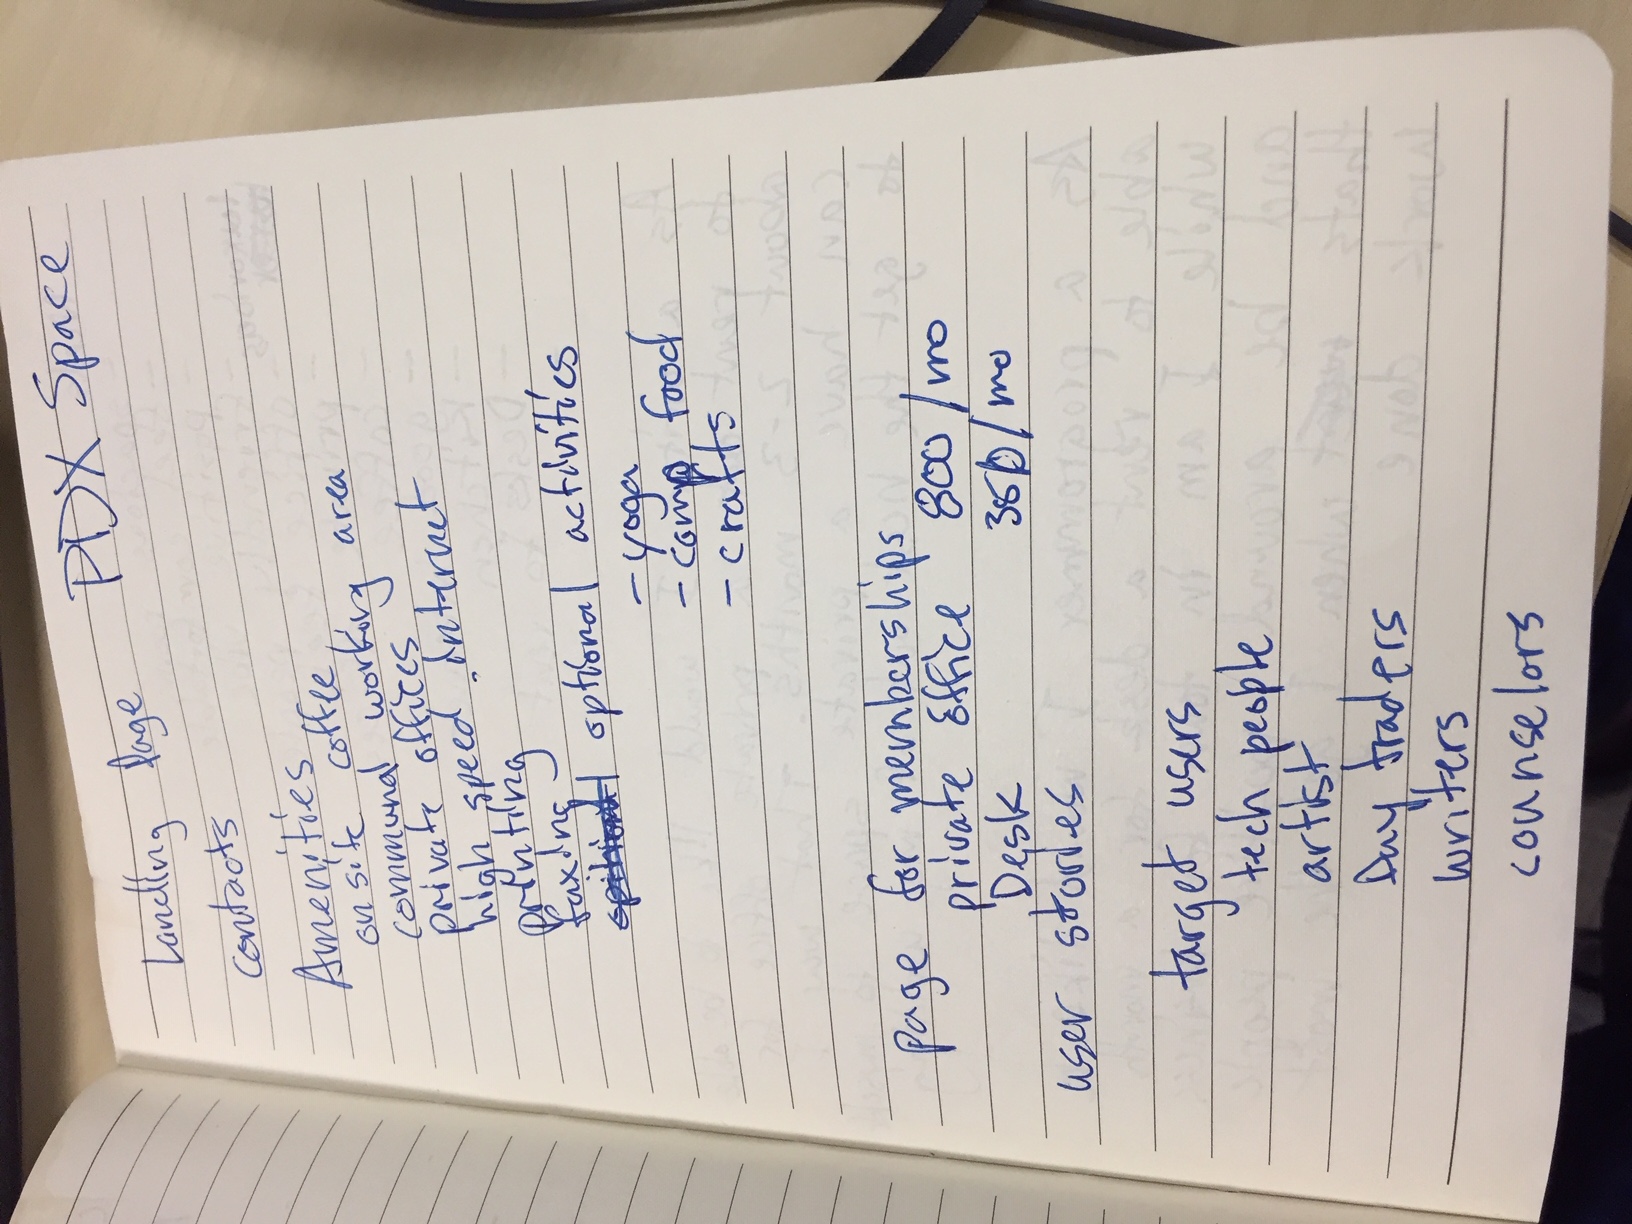 PDX Space
Landing Page
contacts
Amenities
on site coffee
communal working area
private offices
high speed internet
printing
faxing
optional activities
- yoga
- comp food
- crafts
page for memberships
private office 800/mo
Desk 350/mo
user stories
target users
tech people
artist
Day traders
writers
counselors